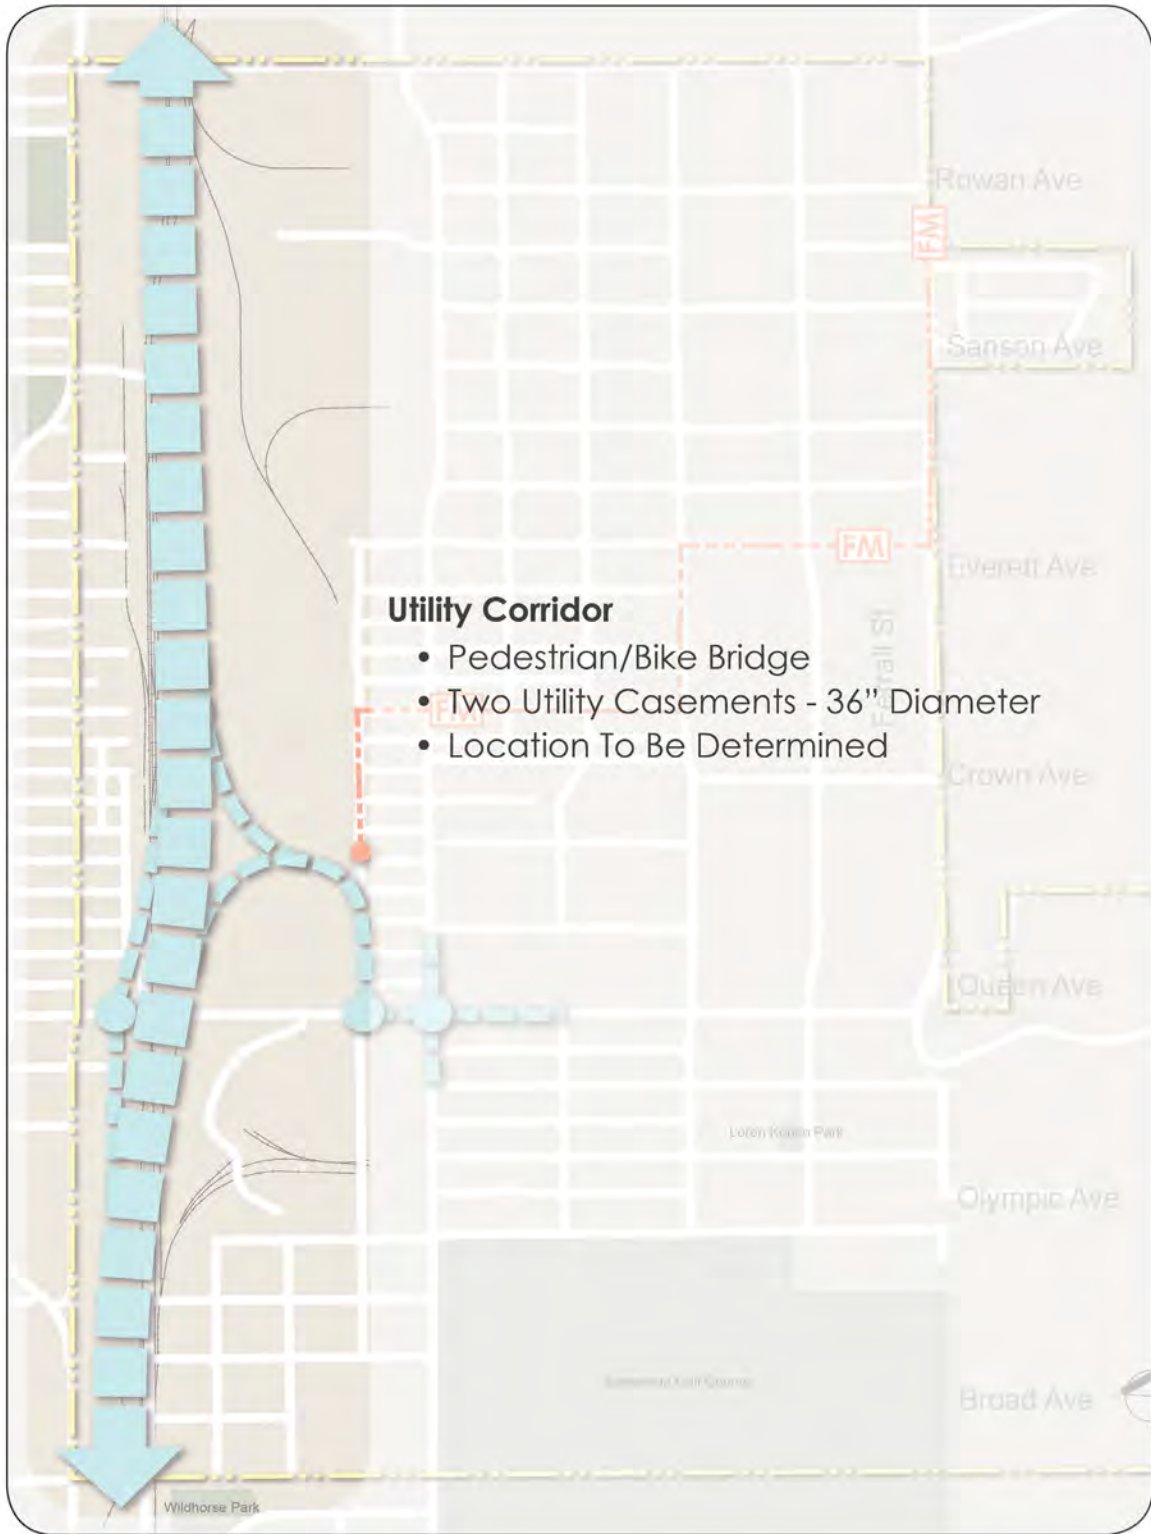 Rowan Ave
FM
Sanson Ave
FM
Everett Ave
Utility Corridor
• Pedestrian/Bike Bridge
• Two Utility Casements - 36” Diameter
• Location To Be Determined
FM
Crown Ave
Queen Ave
Olympic Ave
Broad Ave
Wildhorse Park